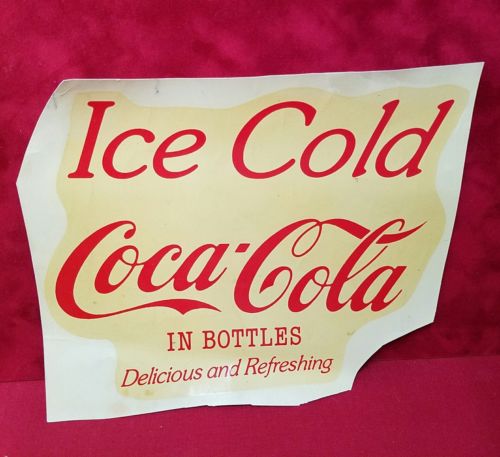 Ice Cold
Coca-Cola
IN BOTTLES
Delicious and Refreshing